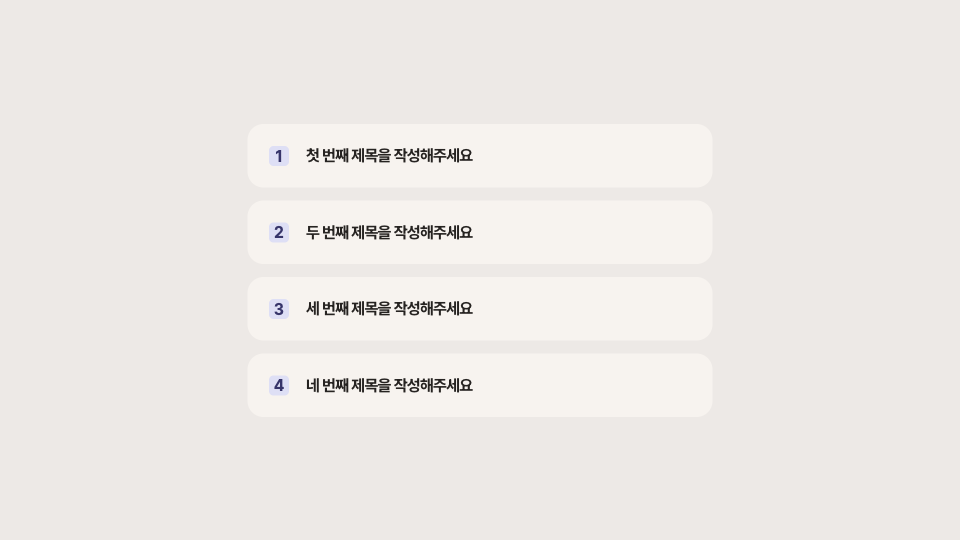 1 첫 번째 제목을 작성해주세요
2 두 번째 제목을 작성해주세요
3 세 번째 제목을 작성해주세요
4 네 번째 제목을 작성해주세요